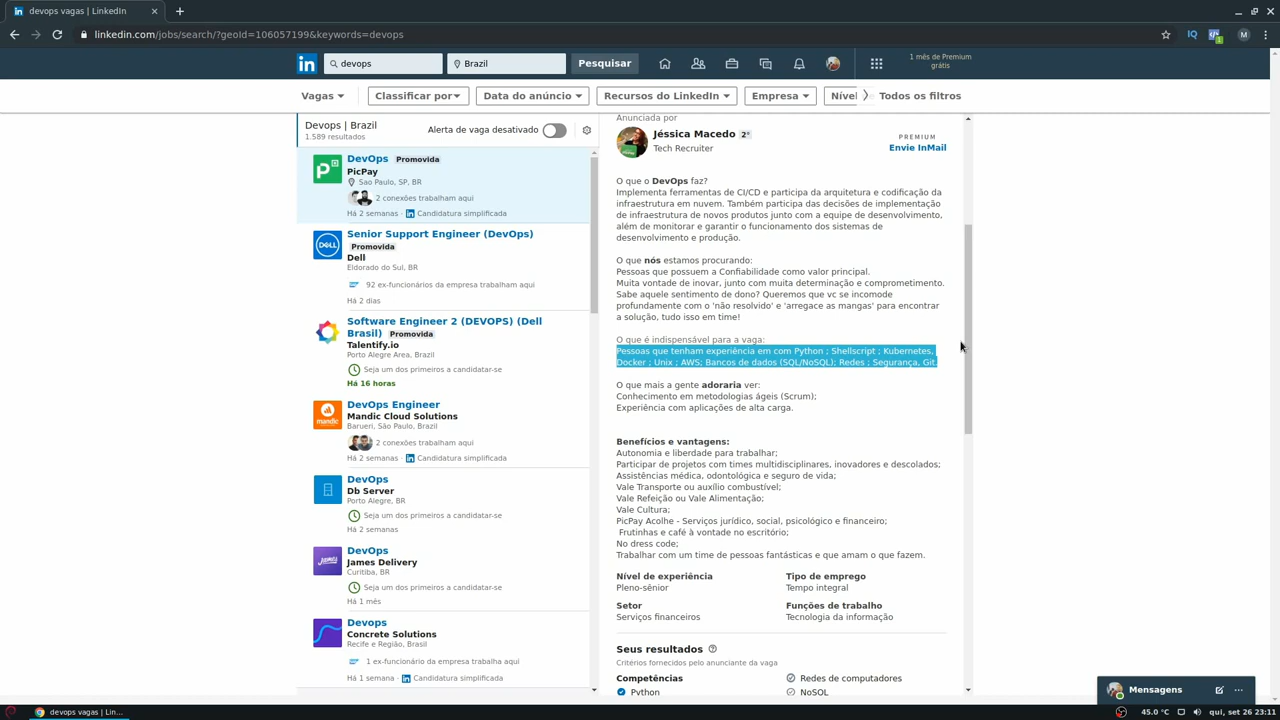 devops vagas | LinkedIn
linkedin.com/jobs/search/?geoId=106057199&keywords=devops
IQ
1
M
in
devops
Brazil
Pesquisar
1 mês de Premium
grátis
Vagas
Classificar por
Data do anúncio
Recursos do LinkedIn
Empresa
Nível
Todos os filtros
Devops | Brazil
1.589 resultados
Alerta de vaga desativado
DevOps Promovida
PicPay
Sao Paulo, SP, BR
2 conexões trabalham aqui
Há 2 semanas · Candidatura simplificada
DELL
Senior Support Engineer (DevOps)
Promovida
Dell
Eldorado do Sul, BR
92 ex-funcionários da empresa trabalham aqui
Há 2 dias
Software Engineer 2 (DEVOPS) (Dell
Brasil) Promovida
Talentify.io
Porto Alegre Area, Brazil
Seja um dos primeiros a candidatar-se
Há 16 horas
mandic
DevOps Engineer
Mandic Cloud Solutions
Barueri, São Paulo, Brazil
2 conexões trabalham aqui
Há 2 semanas · Candidatura simplificada
DevOps
Db Server
Porto Alegre, BR
Seja um dos primeiros a candidatar-se
Há 2 semanas
James
DevOps
James Delivery
Curitiba, BR
Seja um dos primeiros a candidatar-se
Há 1 mês
Devops
Concrete Solutions
Recife e Região, Brasil
1 ex-funcionário da empresa trabalha aqui
Há 1 semana · Candidatura simplificada
Anunciada por
Jéssica Macedo 2°
Tech Recruiter
PREMIUM
Envie InMail
O que o DevOps faz?
Implementa ferramentas de CI/CD e participa da arquitetura e codificação da
infraestrutura em nuvem. Também participa das decisões de implementação
de infraestrutura de novos produtos junto com a equipe de desenvolvimento,
além de monitorar e garantir o funcionamento dos sistemas de
desenvolvimento e produção.
O que nós estamos procurando:
Pessoas que possuem a Confiabilidade como valor principal.
Muita vontade de inovar, junto com muita determinação e comprometimento.
Sabe aquele sentimento de dono? Queremos que vc se incomode
profundamente com o 'não resolvido' e 'arregace as mangas' para encontrar
a solução, tudo isso em time!
O que é indispensável para a vaga:
Pessoas que tenham experiência em com Python ; Shellscript ; Kubernetes,
Docker ; Unix ; AWS; Bancos de dados (SQL/NoSQL); Redes ; Segurança, Git.
O que mais a gente adoraria ver:
Conhecimento em metodologias ágeis (Scrum);
Experiência com aplicações de alta carga.
Benefícios e vantagens:
Autonomia e liberdade para trabalhar;
Participar de projetos com times multidisciplinares, inovadores e descolados;
Assistências médica, odontológica e seguro de vida;
Vale Transporte ou auxílio combustível;
Vale Refeição ou Vale Alimentação;
Vale Cultura;
PicPay Acolhe - Serviços jurídico, social, psicológico e financeiro;
Frutinhas e café à vontade no escritório;
No dress code;
Trabalhar com um time de pessoas fantásticas e que amam o que fazem.
Nível de experiência
Pleno-sênior
Tipo de emprego
Tempo integral
Setor
Serviços financeiros
Funções de trabalho
Tecnologia da informação
Seus resultados
Critérios fornecidos pelo anunciante da vaga
Competências
Redes de computadores
Python
NoSQL
Mensagens
devops vagas | Lin...
45.0 °C
qui, set 26 23:11